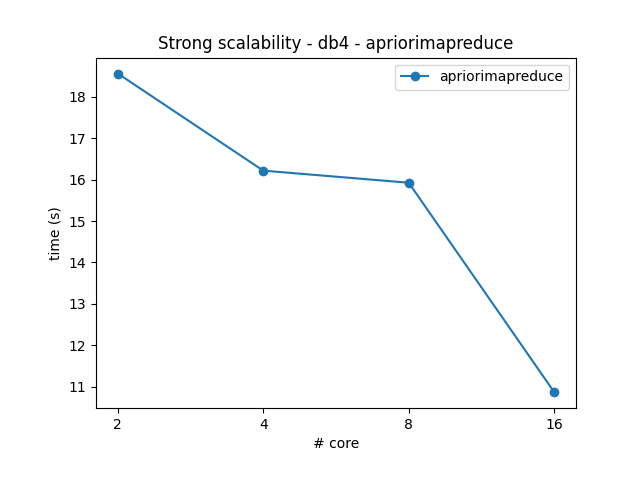 Strong scalability - db4 - apriorimapreduce
apriorimapreduce
time (s)
18
17
16
15
14
13
12
11
2 4 8 16
# core